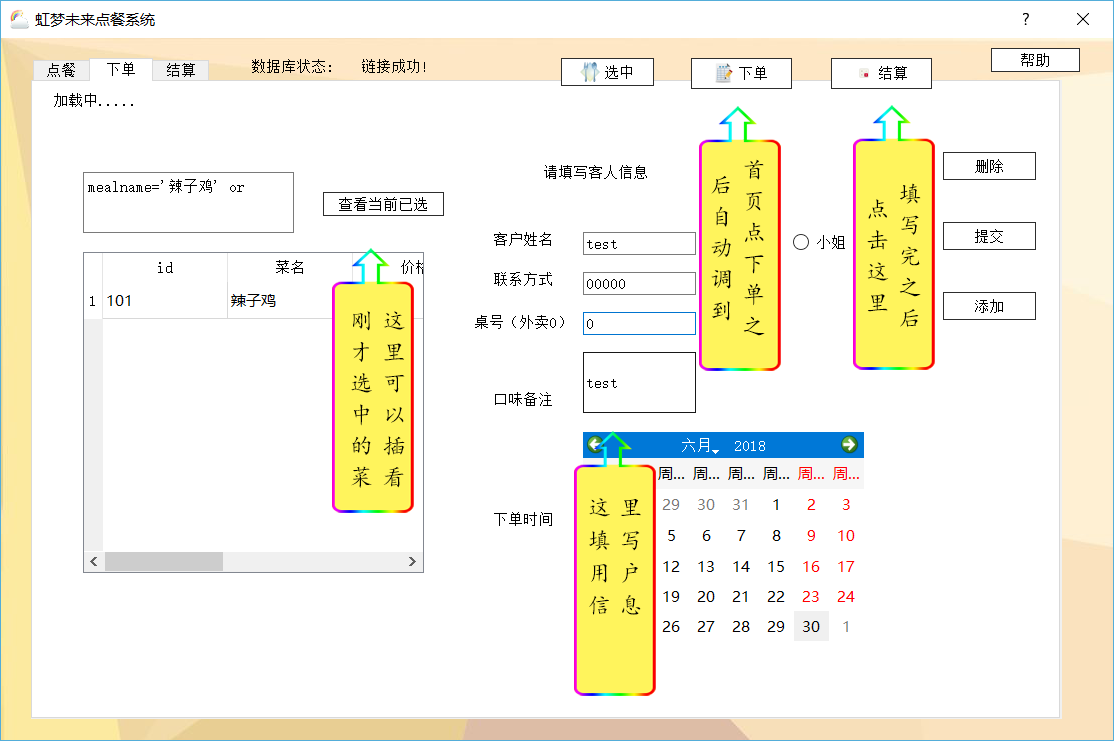 虹梦未来点餐系统
?
点餐 下单 结算 数据库状态: 链接成功!
选中 下单 结算 帮助
加载中.....
mealname='辣子鸡' or
查看当前已选
id 菜名 价格
1 101 辣子鸡
这里可以插看
刚才选中的菜
请填写客人信息
客户姓名 test
小姐
联系方式 00000
桌号（外卖0） 0
口味备注 test
首页点下单之
后自动调到
填写完之后
点击这里
删除
提交
添加
下单时间
六月 2018
周... 周... 周... 周... 周... 周...
29 30 31 1 2 3
5 6 7 8 9 10
12 13 14 15 16 17
19 20 21 22 23 24
26 27 28 29 30 1
这里
填写
用户
信息